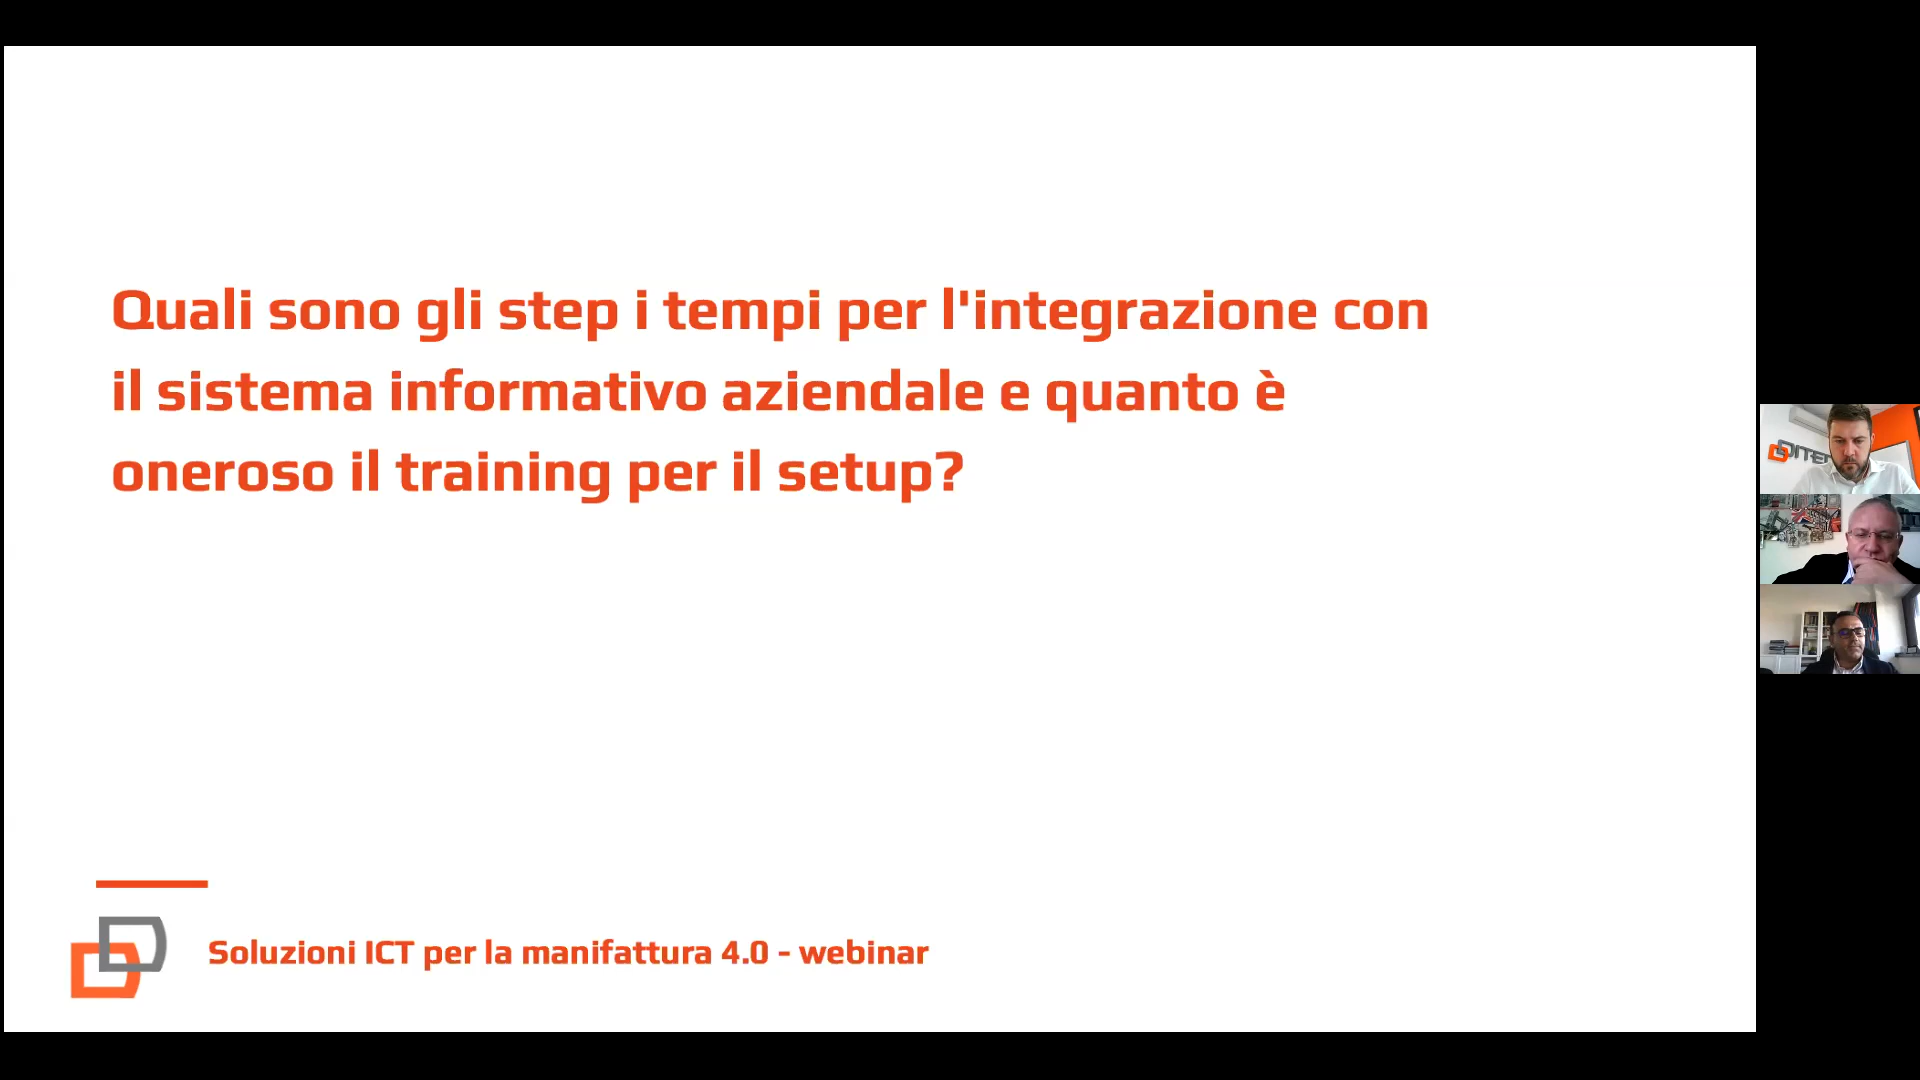 Quali sono gli step i tempi per l'integrazione con
il sistema informativo aziendale e quanto è
oneroso il training per il setup?
Soluzioni ICT per la manifattura 4.0 - webinar